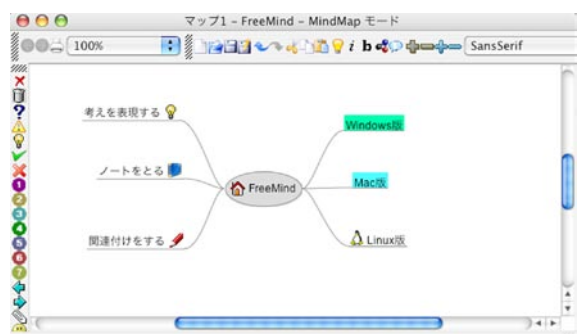 マップ1 – FreeMind – MindMap モード
100%
i b
SansSerif
考えを表現する
Windows版
ノートをとる
FreeMind
Mac版
関連付けをする
Linux版